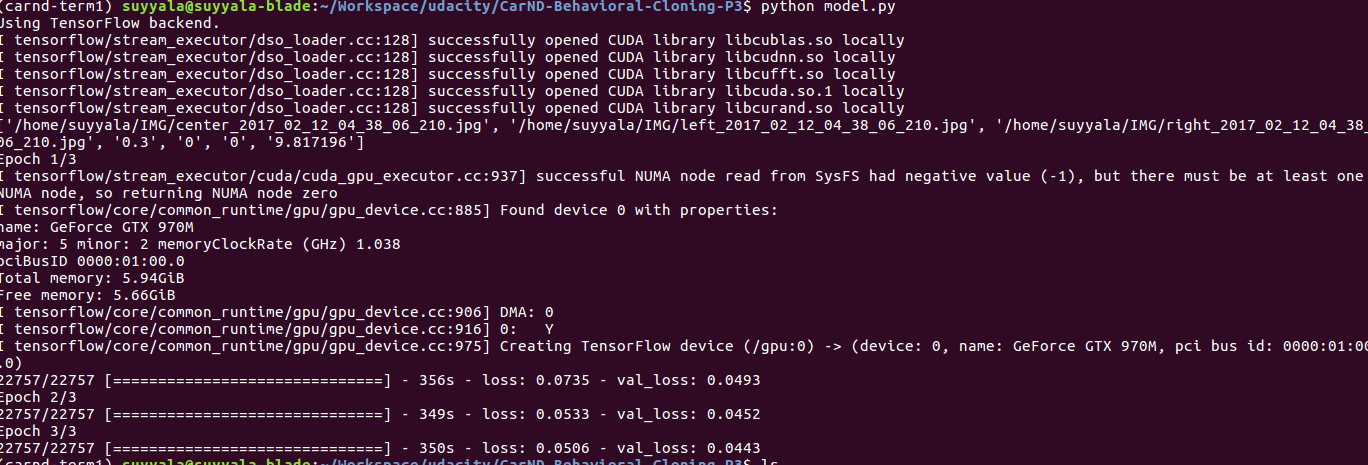 (carnd-term1) suyyala@suyyala-blade:~/Workspace/udacity/CarND-Behavioral-Cloning-P3$ python model.py
Using TensorFlow backend.
I tensorflow/stream_executor/dso_loader.cc:128] successfully opened CUDA library libcublas.so locally
I tensorflow/stream_executor/dso_loader.cc:128] successfully opened CUDA library libcudnn.so locally
I tensorflow/stream_executor/dso_loader.cc:128] successfully opened CUDA library libcufft.so locally
I tensorflow/stream_executor/dso_loader.cc:128] successfully opened CUDA library libcuda.so.1 locally
I tensorflow/stream_executor/dso_loader.cc:128] successfully opened CUDA library libcurand.so locally
['/home/suyyala/IMG/center_2017_02_12_04_38_06_210.jpg', '/home/suyyala/IMG/left_2017_02_12_04_38_06_210.jpg', '/home/suyyala/IMG/right_2017_02_12_04_38_
06_210.jpg', '0.3', '0', '0', '9.817196']
Epoch 1/3
I tensorflow/stream_executor/cuda/cuda_gpu_executor.cc:937] successful NUMA node read from SysFS had negative value (-1), but there must be at least one
NUMA node, so returning NUMA node zero
I tensorflow/core/common_runtime/gpu/gpu_device.cc:885] Found device 0 with properties:
name: GeForce GTX 970M
major: 5 minor: 2 memoryClockRate (GHz) 1.038
pciBusID 0000:01:00.0
Total memory: 5.94GiB
Free memory: 5.66GiB
I tensorflow/core/common_runtime/gpu/gpu_device.cc:906] DMA: 0
I tensorflow/core/common_runtime/gpu/gpu_device.cc:916] 0:   Y
I tensorflow/core/common_runtime/gpu/gpu_device.cc:975] Creating TensorFlow device (/gpu:0) -> (device: 0, name: GeForce GTX 970M, pci bus id: 0000:01:00
.0)
22757/22757 [==============================] - 356s - loss: 0.0735 - val_loss: 0.0493
Epoch 2/3
22757/22757 [==============================] - 349s - loss: 0.0533 - val_loss: 0.0452
Epoch 3/3
22757/22757 [==============================] - 350s - loss: 0.0506 - val_loss: 0.0443
(carnd-term1) suyyala@suyyala-blade:~/Workspace/udacity/CarND-Behavioral-Cloning-P3$ ls